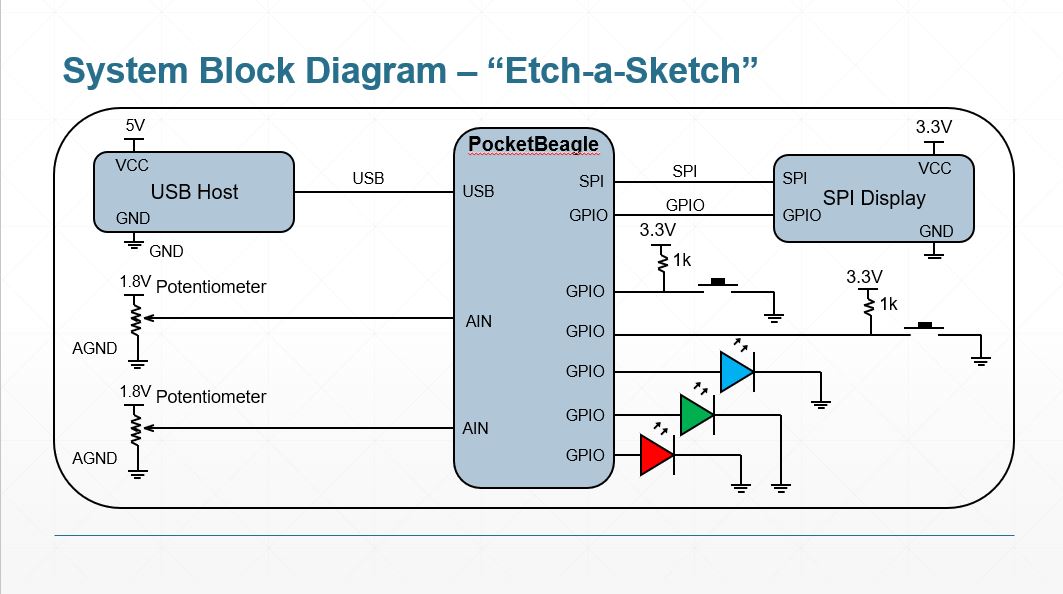 System Block Diagram – “Etch-a-Sketch”
5V
VCC
USB Host
GND
GND
USB
PocketBeagle
USB
SPI
GPIO
SPI
GPIO
3.3V
VCC
SPI
SPI Display
GPIO
GND
3.3V
1k
GPIO
3.3V
1k
GPIO
1.8V Potentiometer
AIN
AGND
GPIO
1.8V Potentiometer
GPIO
AIN
AGND
GPIO